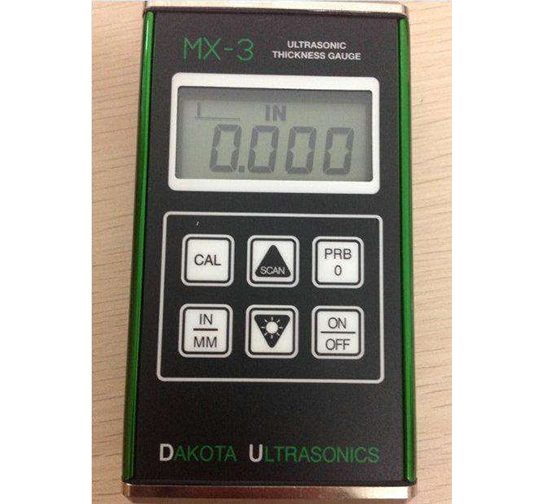 MX-3
ULTRASONIC
THICKNESS GAUGE
IN
0.000
CAL
SCAN
PRB
0
IN
MM
ON
OFF
DAKOTA ULTRASONICS